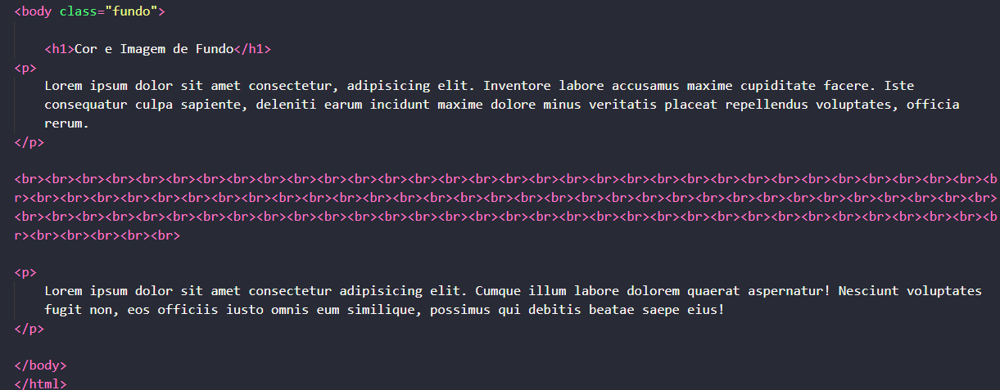 <body class="fundo">
<h1>Cor e Imagem de Fundo</h1>
<p>
Lorem ipsum dolor sit amet consectetur, adipisicing elit. Inventore labore accusamus maxime cupiditate facere. Iste
consequatur culpa sapiente, deleniti earum incidunt maxime dolore minus veritatis placeat repellendus voluptates, officia
rerum.
</p>
<br><br><br><br><br><br><br><br><br><br><br><br><br><br><br><br><br><br><br><br><br><br><br><br><br><br><br><br><br><br><br><br><b
r><br><br><br><br><br><br><br><br><br><br><br><br><br><br><br><br><br><br><br><br><br><br><br><br><br><br><br><br><br><br><br><br>
<br><br><br><br><br><br><br><br><br><br><br><br><br><br><br><br><br><br><br><br><br><br><br><br><br><br><br><br><br><br><br><br><b
r><br><br><br><br><br>
<p>
Lorem ipsum dolor sit amet consectetur adipisicing elit. Cumque illum labore dolorem quaerat aspernatur! Nesciunt voluptates
fugit non, eos officiis iusto omnis eum similique, possimus qui debitis beatae saepe eius!
</p>
</body>
</html>